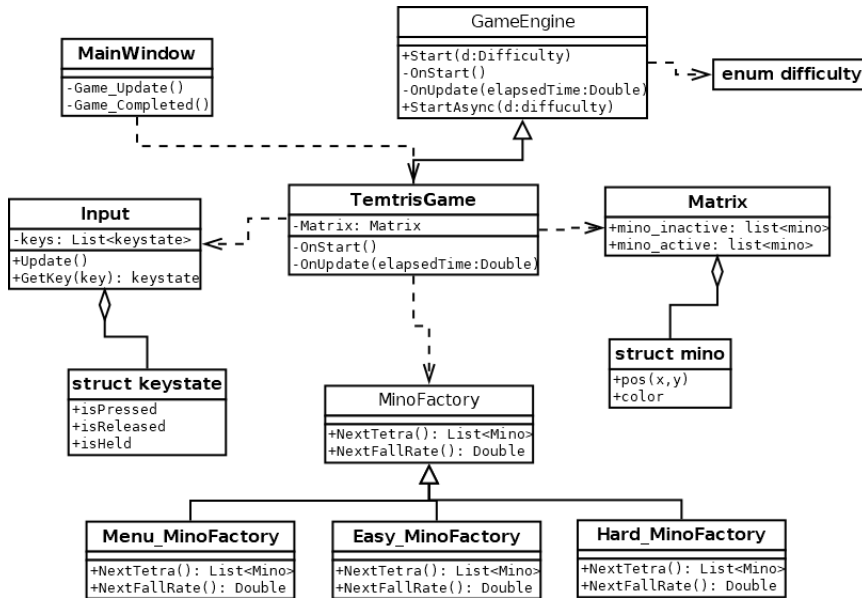 GameEngine
+Start(d:Difficulty)
-OnStart()
-OnUpdate(elapsedTime:Double)
+StartAsync(d:diffuculty)
MainWindow
-Game_Update()
-Game_Completed()
enum difficulty
Input
-keys: List<keystate>
+Update()
+GetKey(key): keystate
TemtrisGame
-Matrix: Matrix
-OnStart()
-OnUpdate(elapsedTime:Double)
Matrix
+mino_inactive: list<mino>
+mino_active: list<mino>
struct keystate
+isPressed
+isReleased
+isHeld
struct mino
+pos(x,y)
+color
MinoFactory
+NextTetra(): List<Mino>
+NextFallRate(): Double
Menu_MinoFactory
+NextTetra(): List<Mino>
+NextFallRate(): Double
Easy_MinoFactory
+NextTetra(): List<Mino>
+NextFallRate(): Double
Hard_MinoFactory
+NextTetra(): List<Mino>
+NextFallRate(): Double